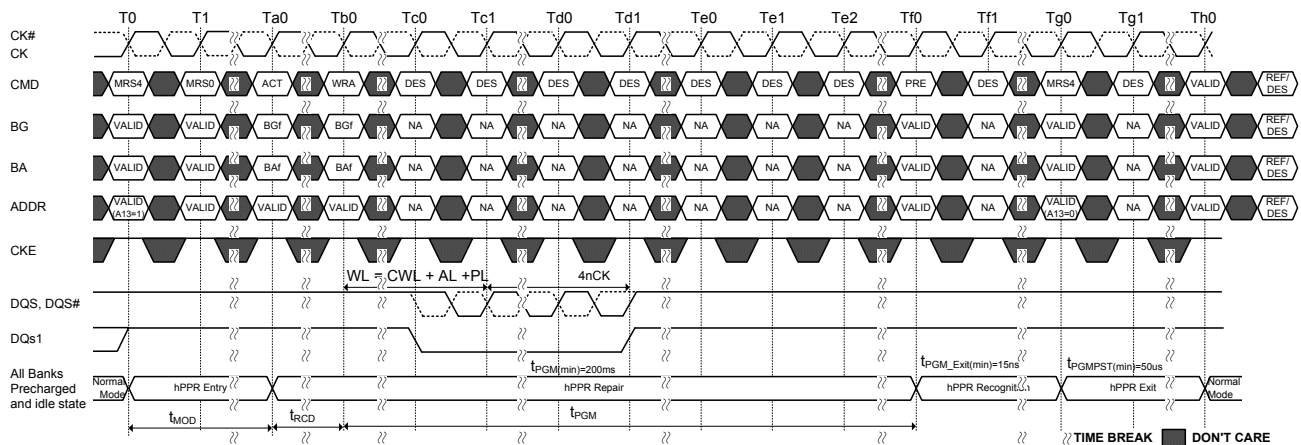 T0 T1 Ta0 Tb0 Tc0 Tc1 Td0 Td1 Te0 Te1 Te2 Tf0 Tf1 Tg0 Tg1 Th0
CK#
CK
CMD MRS4 MRS0 ACT WRA DES DES DES DES DES DES DES PRE DES MRS4 DES VALID REF/DES
BG VALID VALID BGf BGf NA NA NA NA NA NA NA VALID NA VALID NA VALID REF/DES
BA VALID VALID BAf BAf NA NA NA NA NA NA NA VALID NA VALID NA VALID REF/DES
ADDR VALID (A13=1) VALID VALID VALID NA NA NA NA NA NA NA VALID NA VALID (A13=0) NA VALID REF/DES
CKE
WL = CWL + AL +PL 4nCK
DQS, DQS#
DQs1
tPGM(min)=200ms tPGM_Exit(min)=15ns tPGMPST(min)=50us
All Banks
Precharged
and idle state
Normal Mode hPPR Entry hPPR Repair hPPR Recognition hPPR Exit Normal Mode
tMOD tRCD tPGM
TIME BREAK DON'T CARE